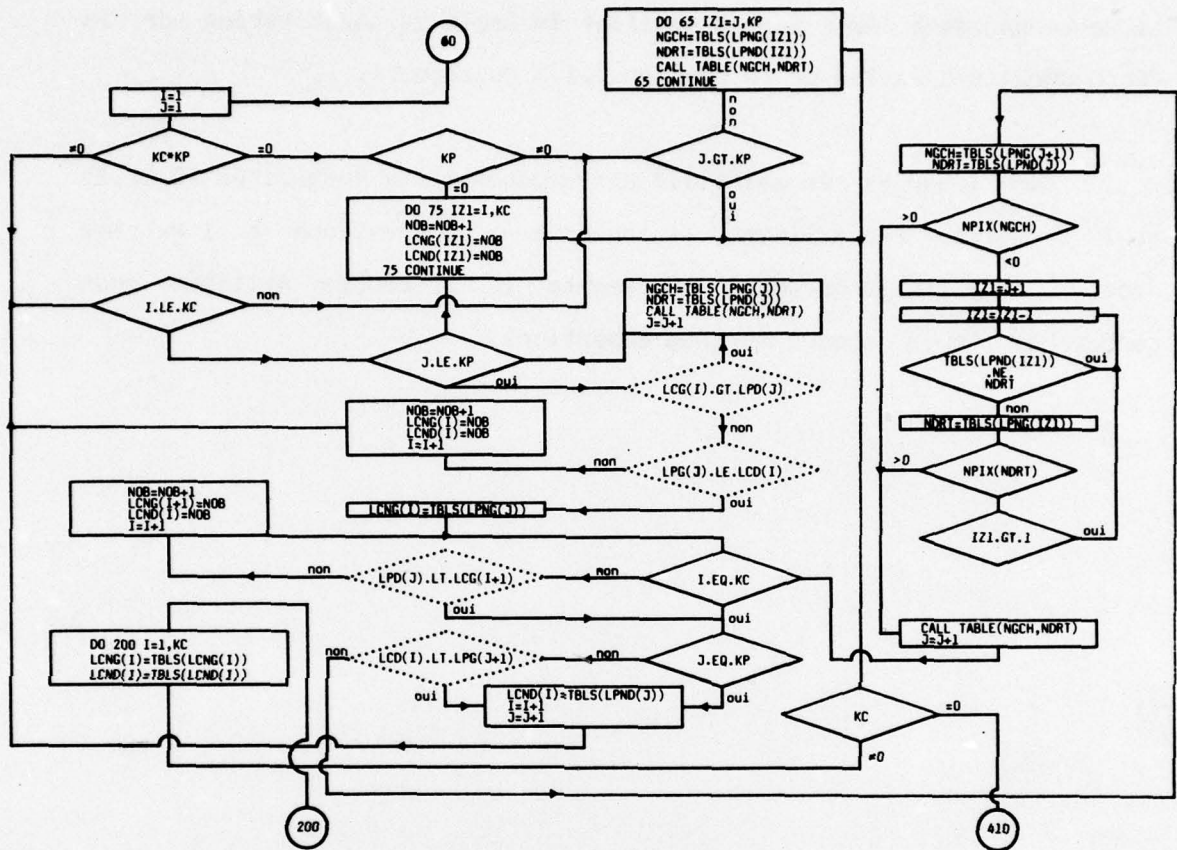 60
I=1
J=1
KC*KP
≠0
=0
KP
≠0
=0
DO 65 IZ1=J,KP
NGCH=TBLS(LPNG(IZ1))
NDRT=TBLS(LPND(IZ1))
CALL TABLE(NGCH,NDRT)
65 CONTINUE
non
J.GT.KP
oui
DO 75 IZ1=I,KC
NOB=NOB+1
LCNG(IZ1)=NOB
LCND(IZ1)=NOB
75 CONTINUE
I.LE.KC
non
J.LE.KP
oui
NGCH=TBLS(LPNG(J))
NDRT=TBLS(LPND(J))
CALL TABLE(NGCH,NDRT)
J=J+1
oui
LCG(I).GT.LPD(J)
non
NOB=NOB+1
LCNG(I)=NOB
LCND(I)=NOB
I=I+1
non
LPG(J).LE.LCD(I)
oui
LCNG(I)=TBLS(LPNG(J))
NOB=NOB+1
LCNG(I+1)=NOB
LCND(I)=NOB
I=I+1
non
LPD(J).LT.LCG(I+1)
oui
non
I.EQ.KC
oui
DO 200 I=1,KC
LCNG(I)=TBLS(LCNG(I))
LCND(I)=TBLS(LCND(I))
non
LCD(I).LT.LPG(J+1)
oui
non
J.EQ.KP
oui
LCND(I)=TBLS(LPND(J))
I=I+1
J=J+1
NGCH=TBLS(LPNG(J+1))
NDRT=TBLS(LPND(J))
>0
NPIX(NGCH)
<0
IZ1=J+1
IZ1=IZ1-1
TBLS(LPND(IZ1))
.NE.
NDRT
oui
non
NDRT=TBLS(LPNG(IZ1))
>0
NPIX(NDRT)
IZ1.GT.1
oui
CALL TABLE(NGCH,NDRT)
J=J+1
KC
=0
≠0
200
410